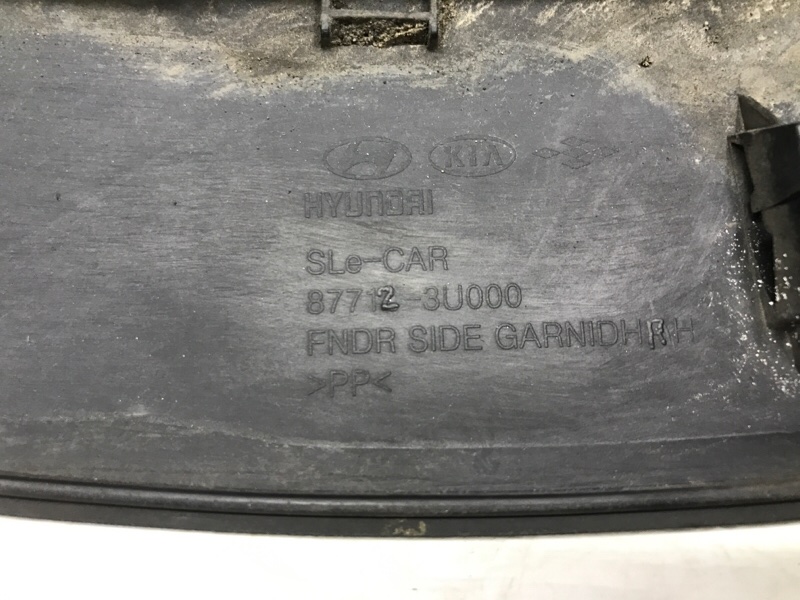 KIA
HYUNDAI
SLe-CAR
87712-3U000
FNDR SIDE GARNIDHRH
>PP<